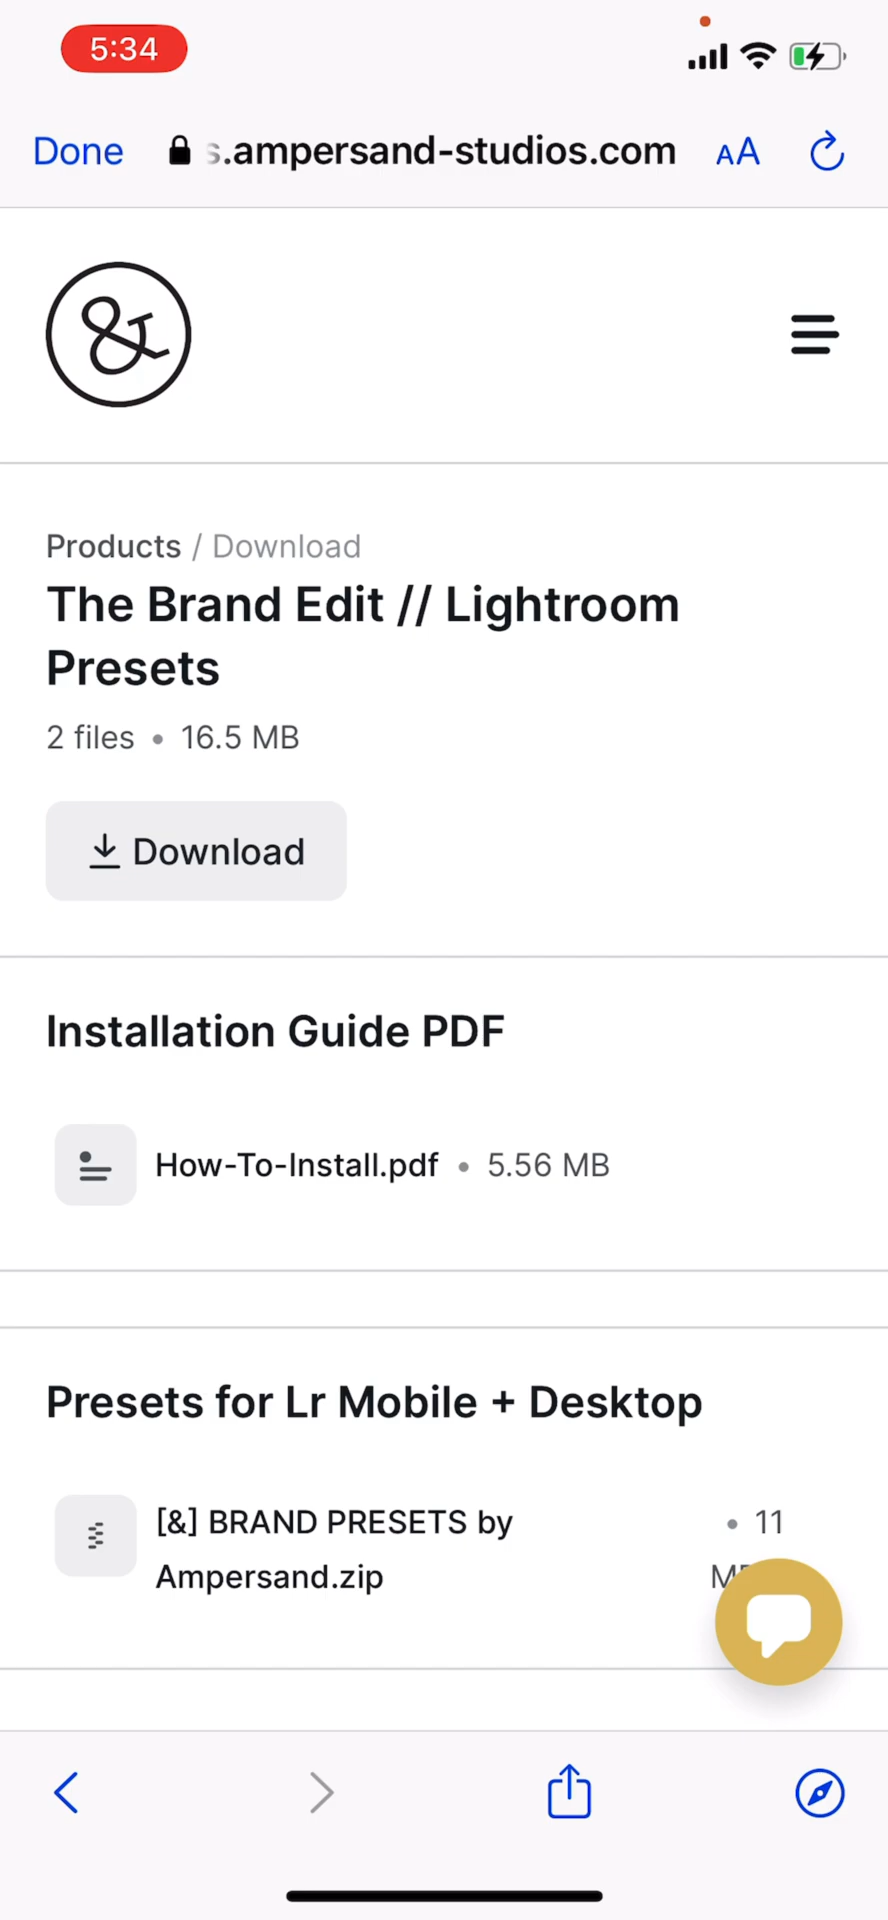 5:34
Done
s.ampersand-studios.com
AA
&
Products / Download
The Brand Edit // Lightroom
Presets
2 files • 16.5 MB
Download
Installation Guide PDF
How-To-Install.pdf • 5.56 MB
Presets for Lr Mobile + Desktop
[&] BRAND PRESETS by • 11
Ampersand.zip